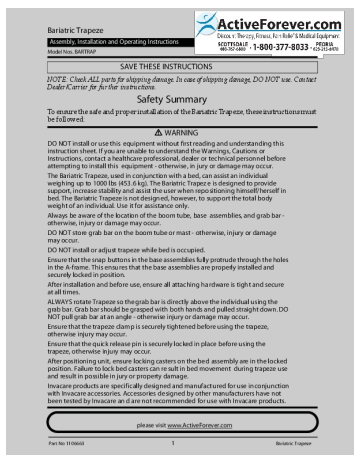 Bariatric Trapeze
Assembly, Installation and Operating Instructions
Model Nos. BARTRAP
ActiveForever.com
Discount Therapy, Fitness, Pain Relief & Medical Equipment
SCOTTSDALE 1-800-377-8033 PEORIA
SAVE THESE INSTRUCTIONS
NOTE: Check ALL parts for shipping damage. In case of shipping damage, DO NOT use. Contact
Dealer/Carrier for further instructions.
Safety Summary
To ensure the safe and proper installation of the Bariatric Trapeze, these instructions must
be followed:
⚠ WARNING
DO NOT install or use this equipment without first reading and understanding this
instruction sheet. If you are unable to understand the Warnings, Cautions or
Instructions, contact a healthcare professional, dealer or technical personnel before
attempting to install this equipment - otherwise, in jury or damage may occur.
The Bariatric Trapeze, used in conjunction with a bed, can assist an individual
weighing up to 1000 lbs (453.6 kg). The Bariatric Trapeze is designed to provide
support, increase stability and assist the user when repositioning himself/herself in
bed. The Bariatric Trapeze is not designed, however, to support the total body
weight of an individual. Use it for assistance only.
Always be aware of the location of the boom tube, base assemblies, and grab bar -
otherwise, injury or damage may occur.
DO NOT store grab bar on the boom tube or mast - otherwise, injury or damage
may occur.
DO NOT install or adjust trapeze while bed is occupied.
Ensure that the snap buttons in the base assemblies fully protrude through the holes
in the A-frame. This ensures that the base assemblies are properly installed and
securely locked in position.
After installation and before use, ensure all attaching hardware is tight and secure
at all times.
ALWAYS rotate Trapeze so the grab bar is directly above the individual using the
grab bar. Grab bar should be grasped with both hands and pulled straight down. DO
NOT pull grab bar at an angle - otherwise injury or damage may occur.
Ensure that the trapeze clamp is securely tightened before using the trapeze,
otherwise injury may occur.
Ensure that the quick release pin is securely locked in place before using the
trapeze, otherwise injury may occur.
After positioning unit, ensure locking casters on the bed assembly are in the locked
position. Failure to lock bed casters can result in bed movement during trapeze use
and result in possible in jury or property damage.
Invacare products are specifically designed and manufactured for use in conjunction
with Invacare accessories. Accessories designed by other manufacturers have not
been tested by Invacare and are not recommended for use with Invacare products.
please visit www.ActiveForever.com
Part No 1106663 1 Bariatric Trapeze